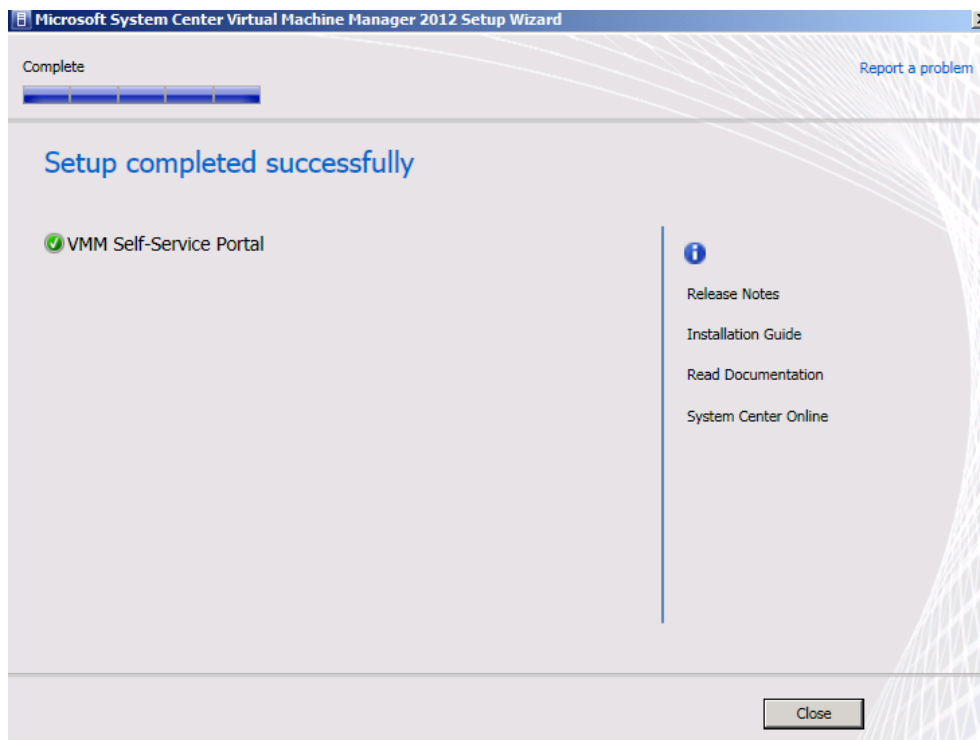 Microsoft System Center Virtual Machine Manager 2012 Setup Wizard
Complete
Report a problem
Setup completed successfully
VMM Self-Service Portal
Release Notes
Installation Guide
Read Documentation
System Center Online
Close